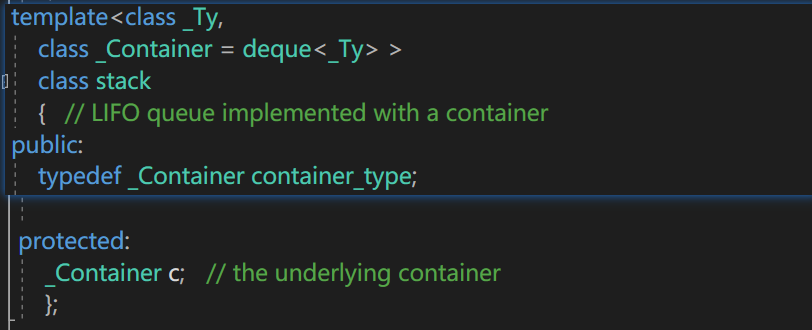 template<class _Ty,
class _Container = deque<_Ty> >
class stack
{ // LIFO queue implemented with a container
public:
typedef _Container container_type;
protected:
_Container c; // the underlying container
};